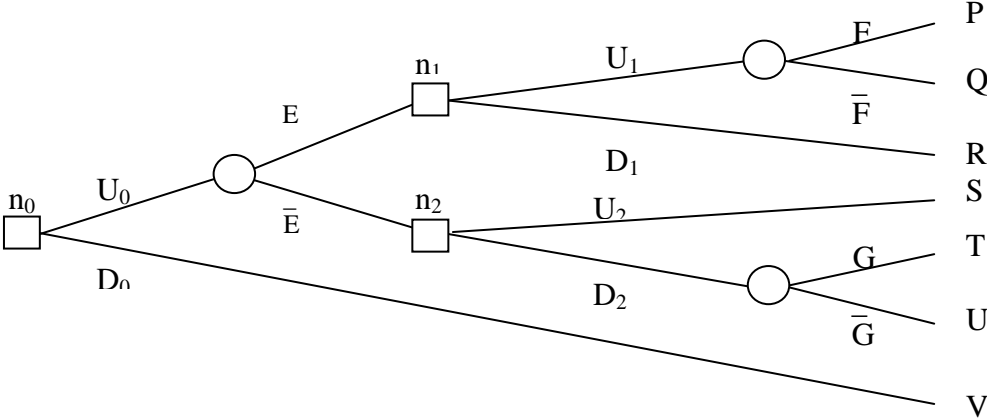 P
F
U₁
n₁
Q
F̅
E
R
D₁
U₀
n₂
S
n₀
U₂
E̅
T
G
D₀
D₂
U
G̅
V